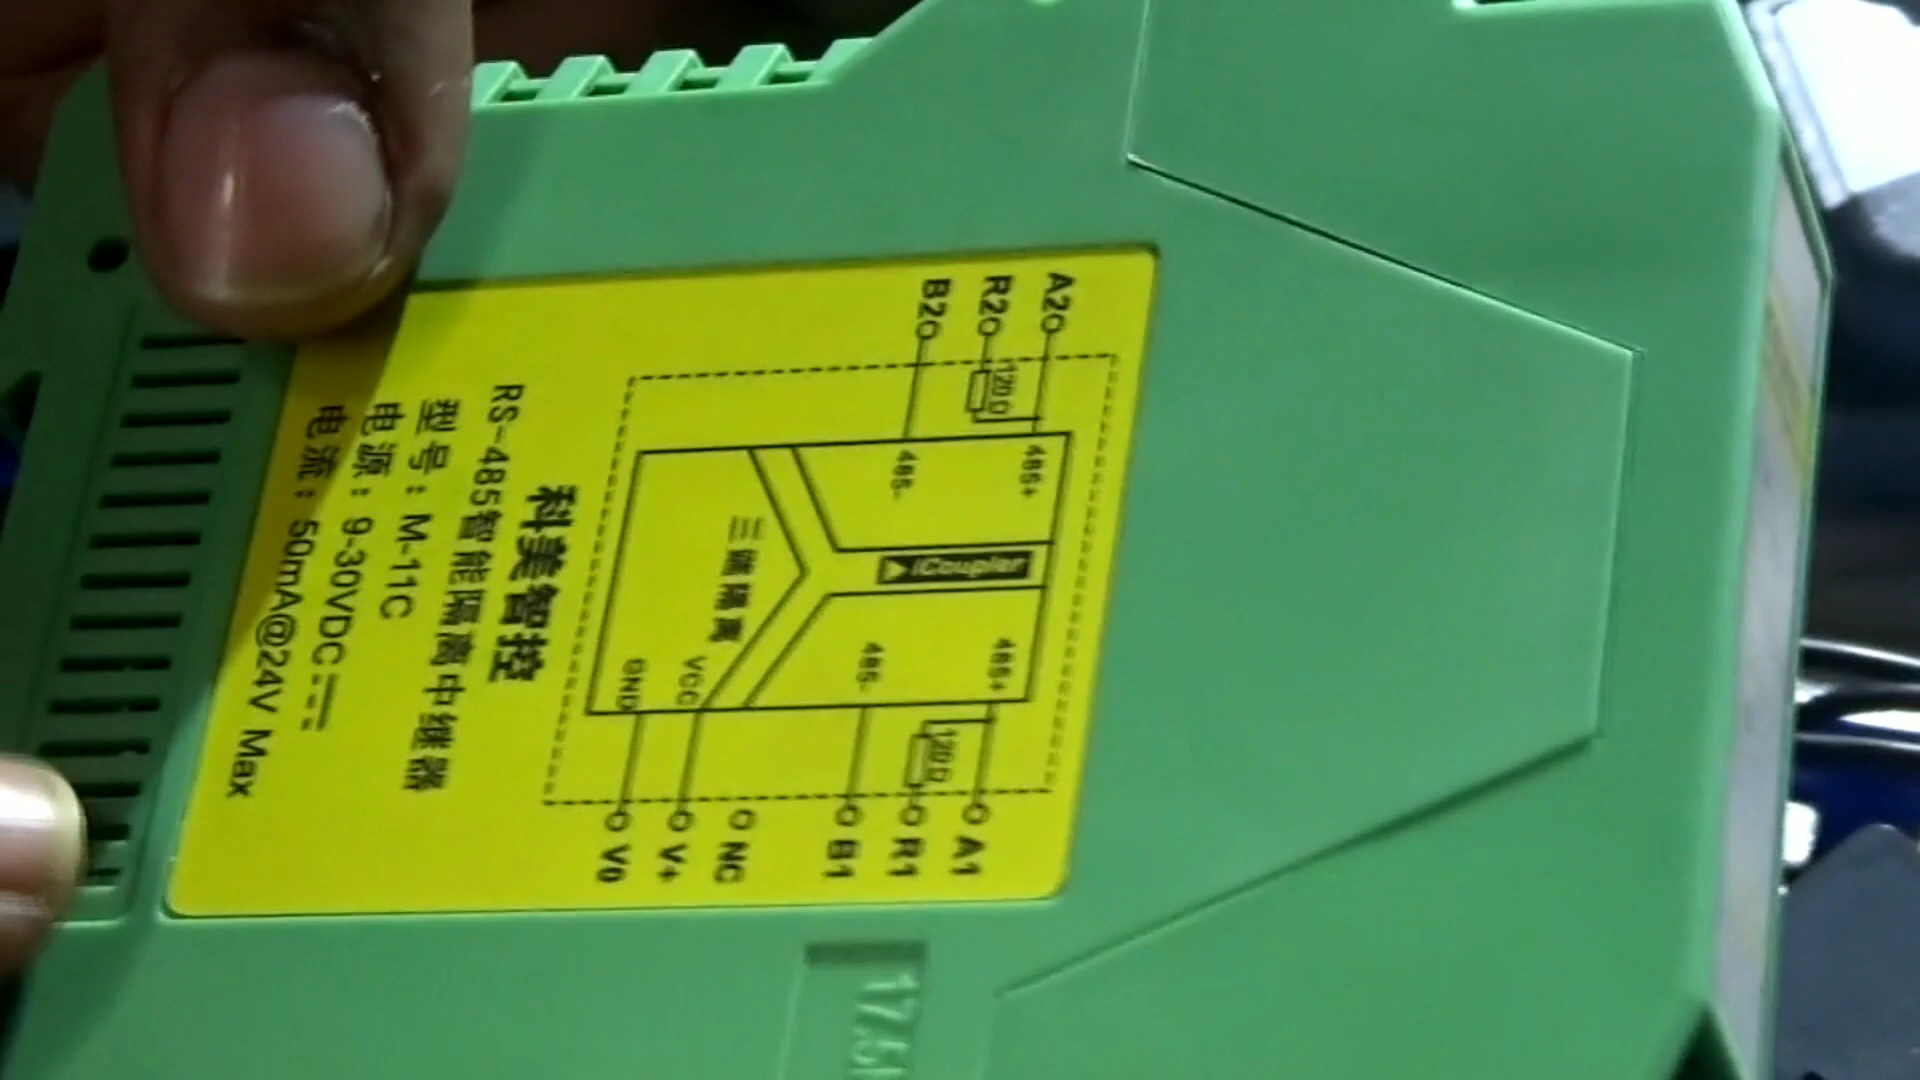 A2 R2 B2
120Ω
485+ 485-
iCoupler
三端隔离
485+ 485- VCC GND
120Ω
A1 R1 B1 NC V+ V0
科美智控
RS-485智能隔离中继器
型号：M-11C
电源：9-30VDC
电流：50mA@24V Max
17.5